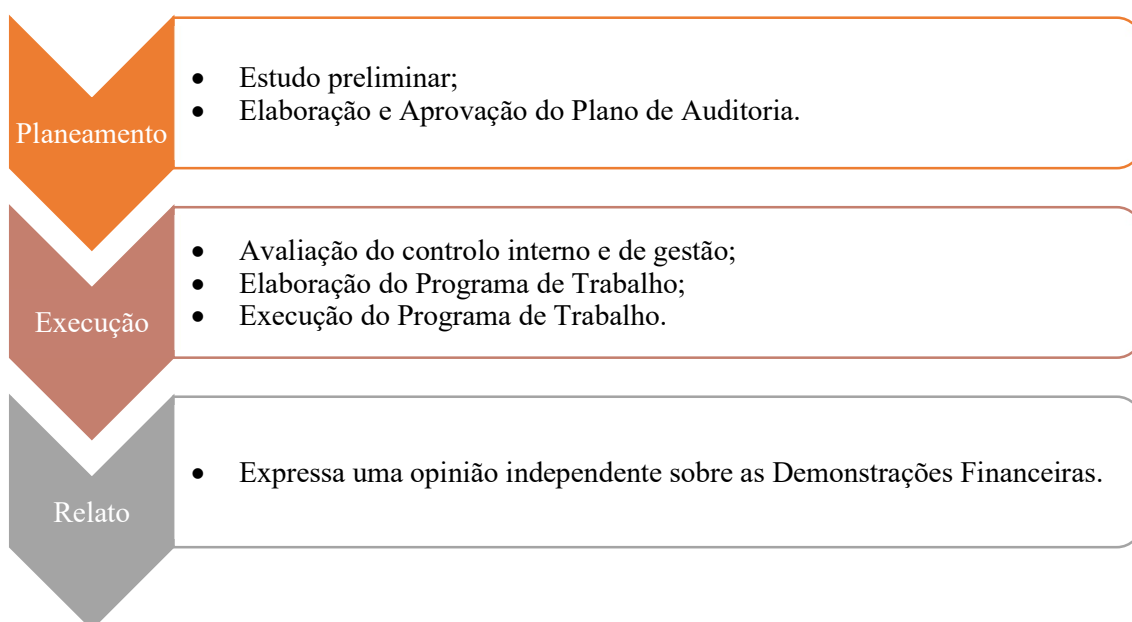 Planeamento
• Estudo preliminar;
• Elaboração e Aprovação do Plano de Auditoria.
Execução
• Avaliação do controlo interno e de gestão;
• Elaboração do Programa de Trabalho;
• Execução do Programa de Trabalho.
Relato
• Expressa uma opinião independente sobre as Demonstrações Financeiras.